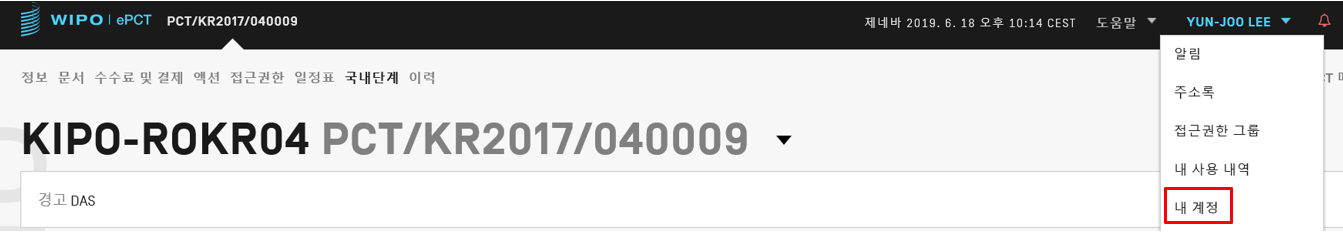 WIPO | ePCT PCT/KR2017/040009 제네바 2019. 6. 18 오후 10:14 CEST 도움말 YUN-JOO LEE
알림
정보 문서 수수료 및 결제 액션 접근권한 일정표 국내단계 이력
주소록
KIPO-ROKR04 PCT/KR2017/040009
접근권한 그룹
내 사용 내역
경고 DAS
내 계정